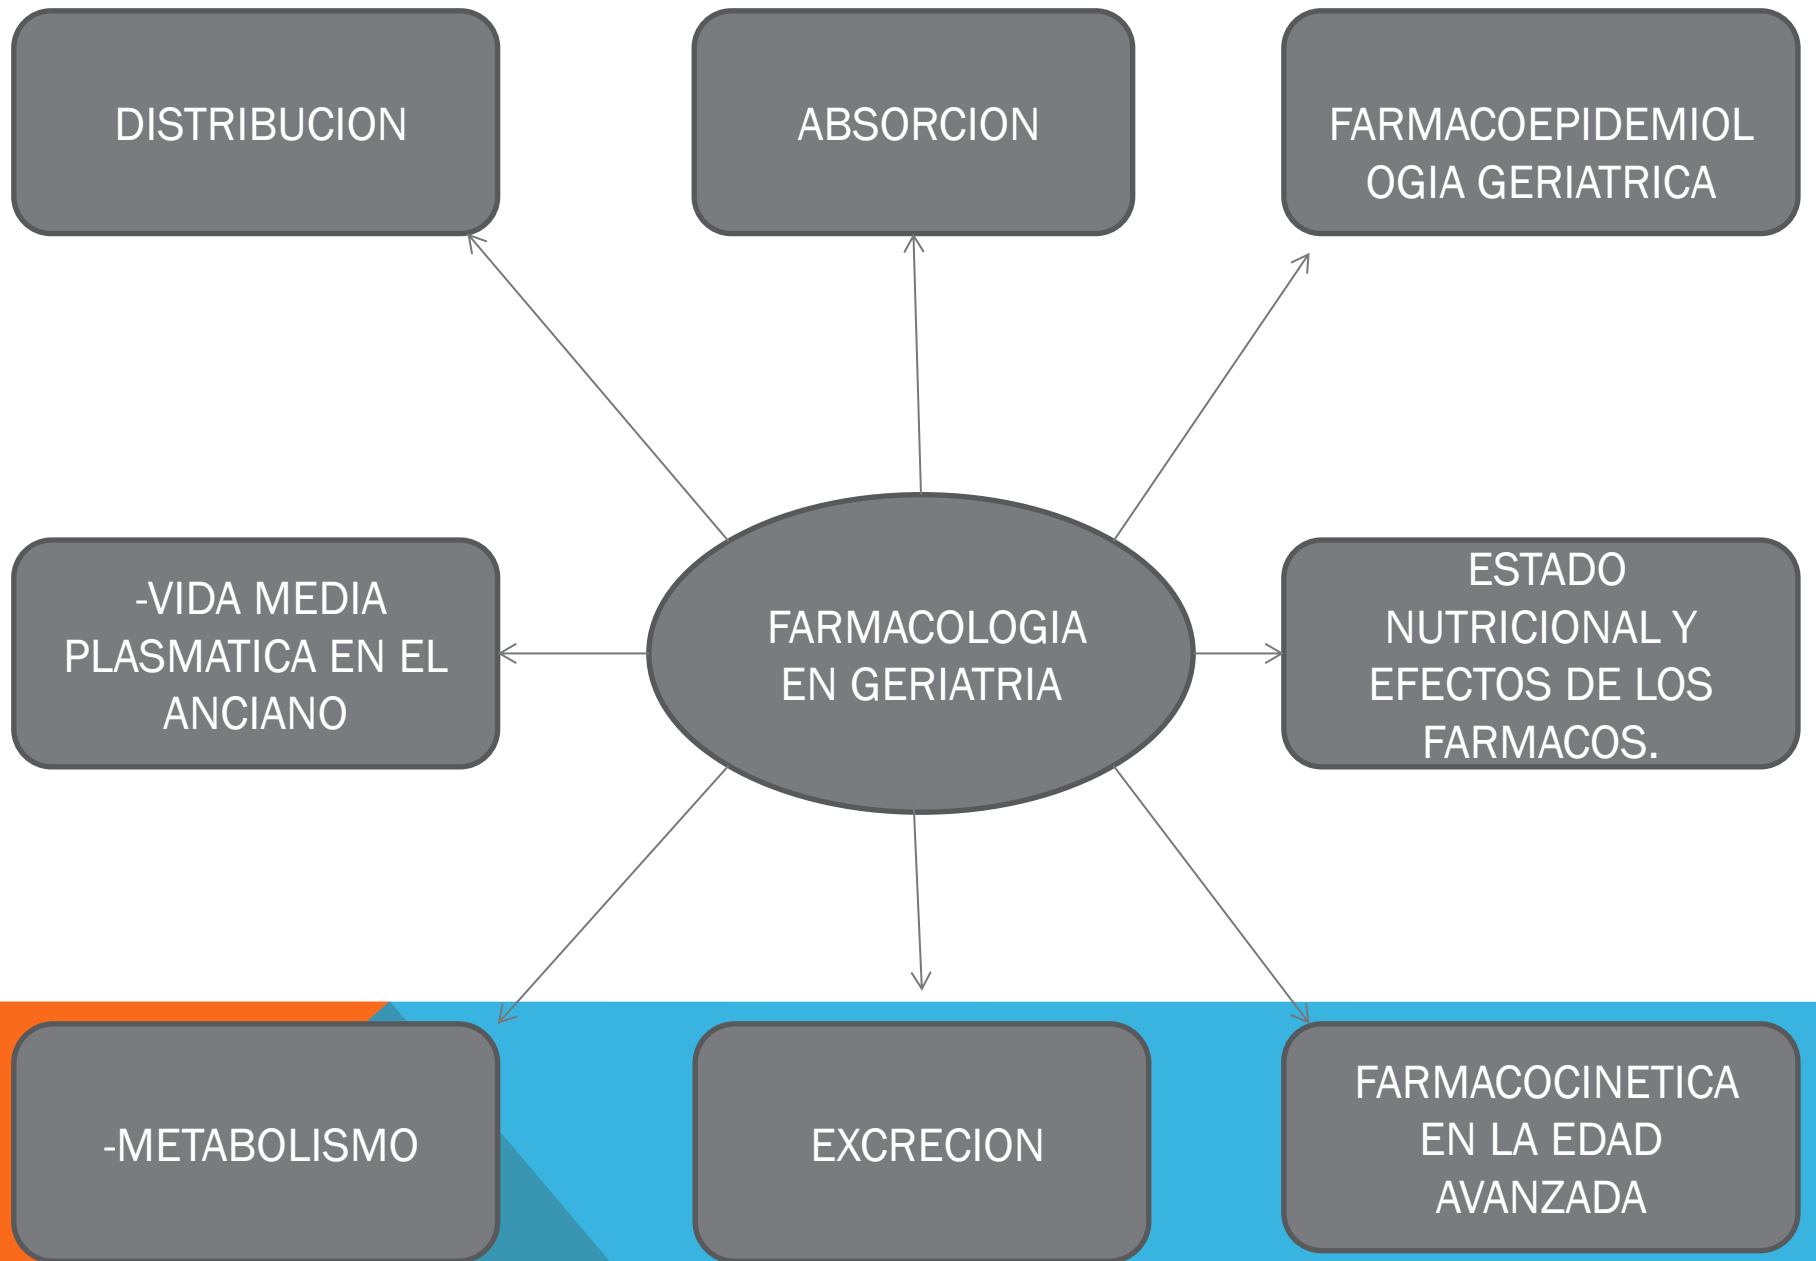 DISTRIBUCION
ABSORCION
FARMACOEPIDEMIOL
OGIA GERIATRICA
-VIDA MEDIA
PLASMATICA EN EL
ANCIANO
FARMACOLOGIA
EN GERIATRIA
ESTADO
NUTRICIONAL Y
EFECTOS DE LOS
FARMACOS.
-METABOLISMO
EXCRECION
FARMACOCINETICA
EN LA EDAD
AVANZADA